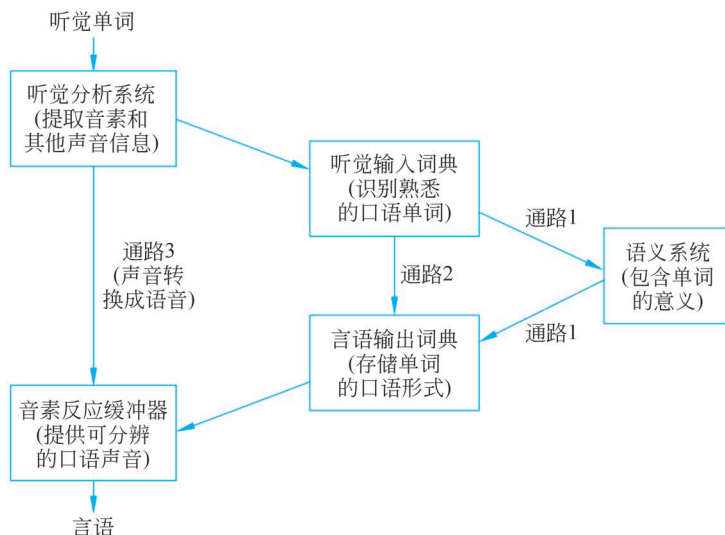 听觉单词
听觉分析系统
(提取音素和
其他声音信息)
听觉输入词典
(识别熟悉
的口语单词)
通路1
语义系统
(包含单词
的意义)
通路3
(声音转
换成语音)
通路2
通路1
言语输出词典
(存储单词
的口语形式)
音素反应缓冲器
(提供可分辨
的口语声音)
言语